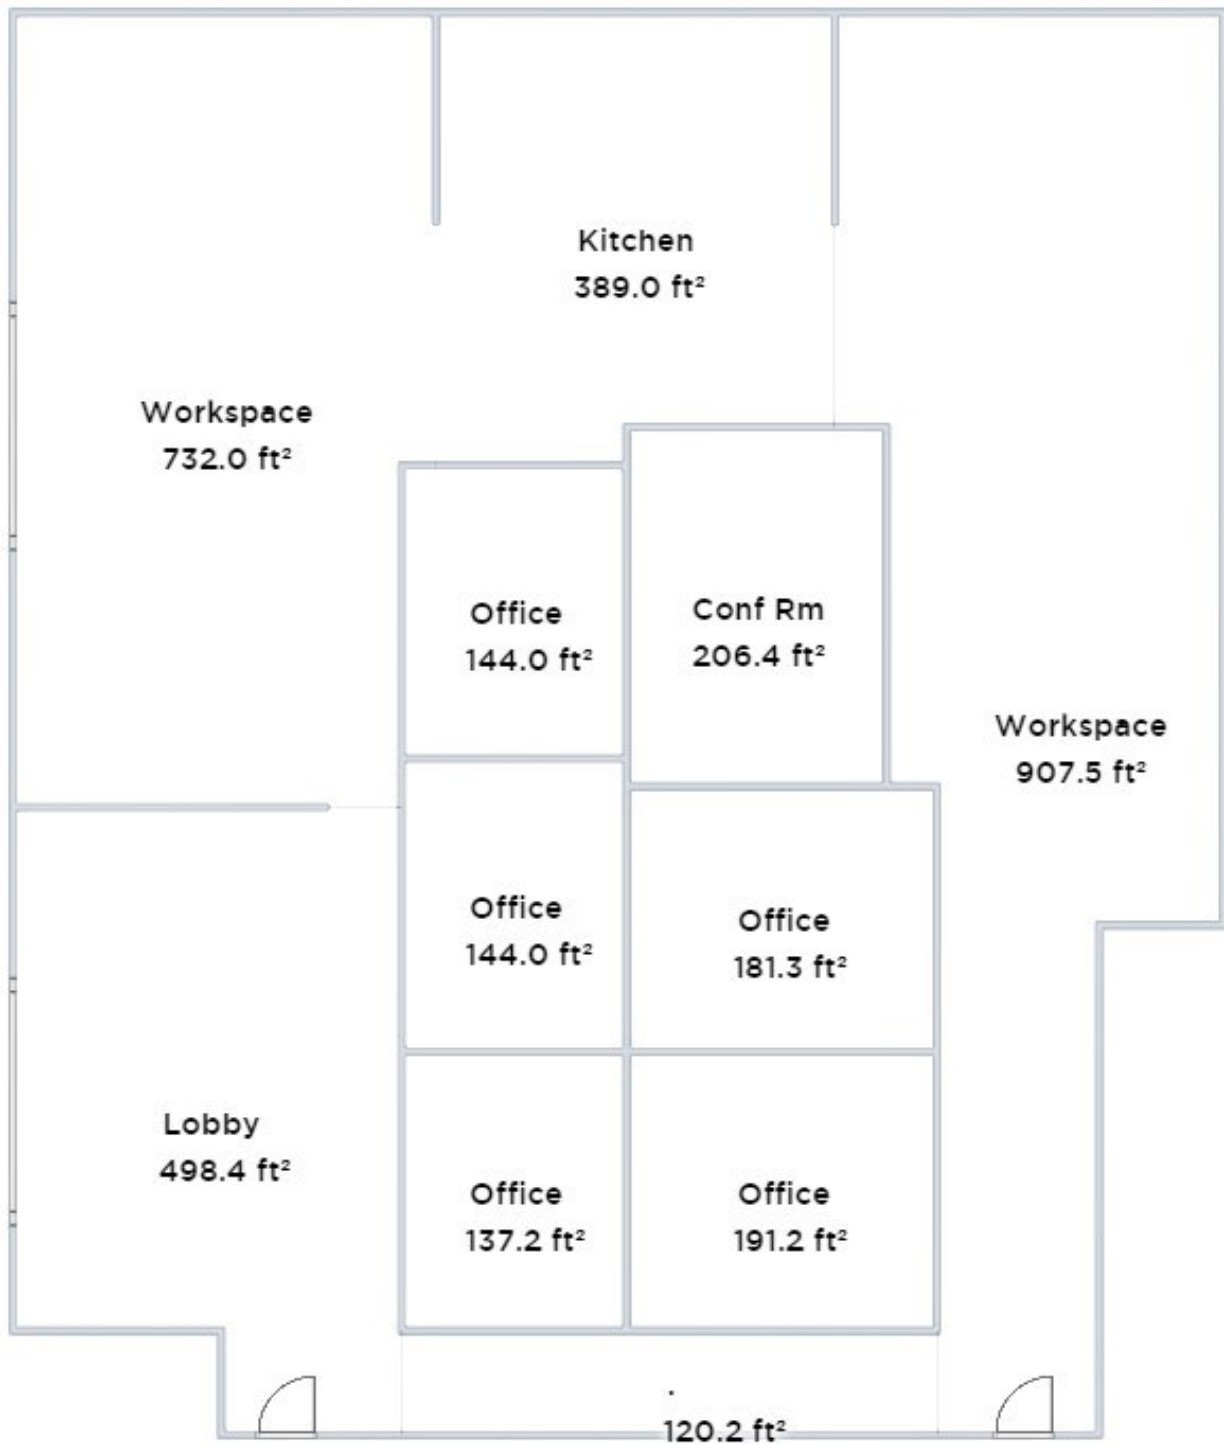 Kitchen
389.0 ft²
Workspace
732.0 ft²
Office
144.0 ft²
Conf Rm
206.4 ft²
Workspace
907.5 ft²
Office
144.0 ft²
Office
181.3 ft²
Lobby
498.4 ft²
Office
137.2 ft²
Office
191.2 ft²
.
120.2 ft²